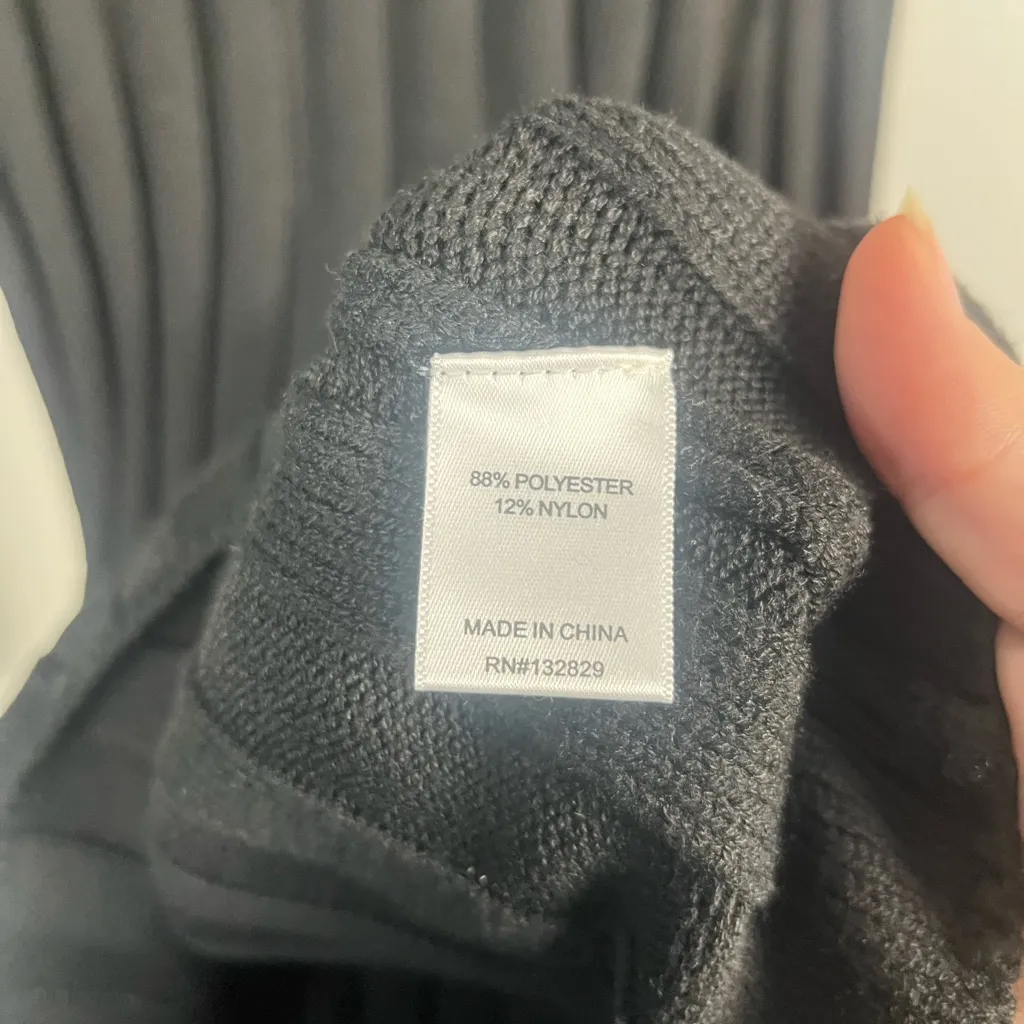 88% POLYESTER
12% NYLON
MADE IN CHINA
RN#132829